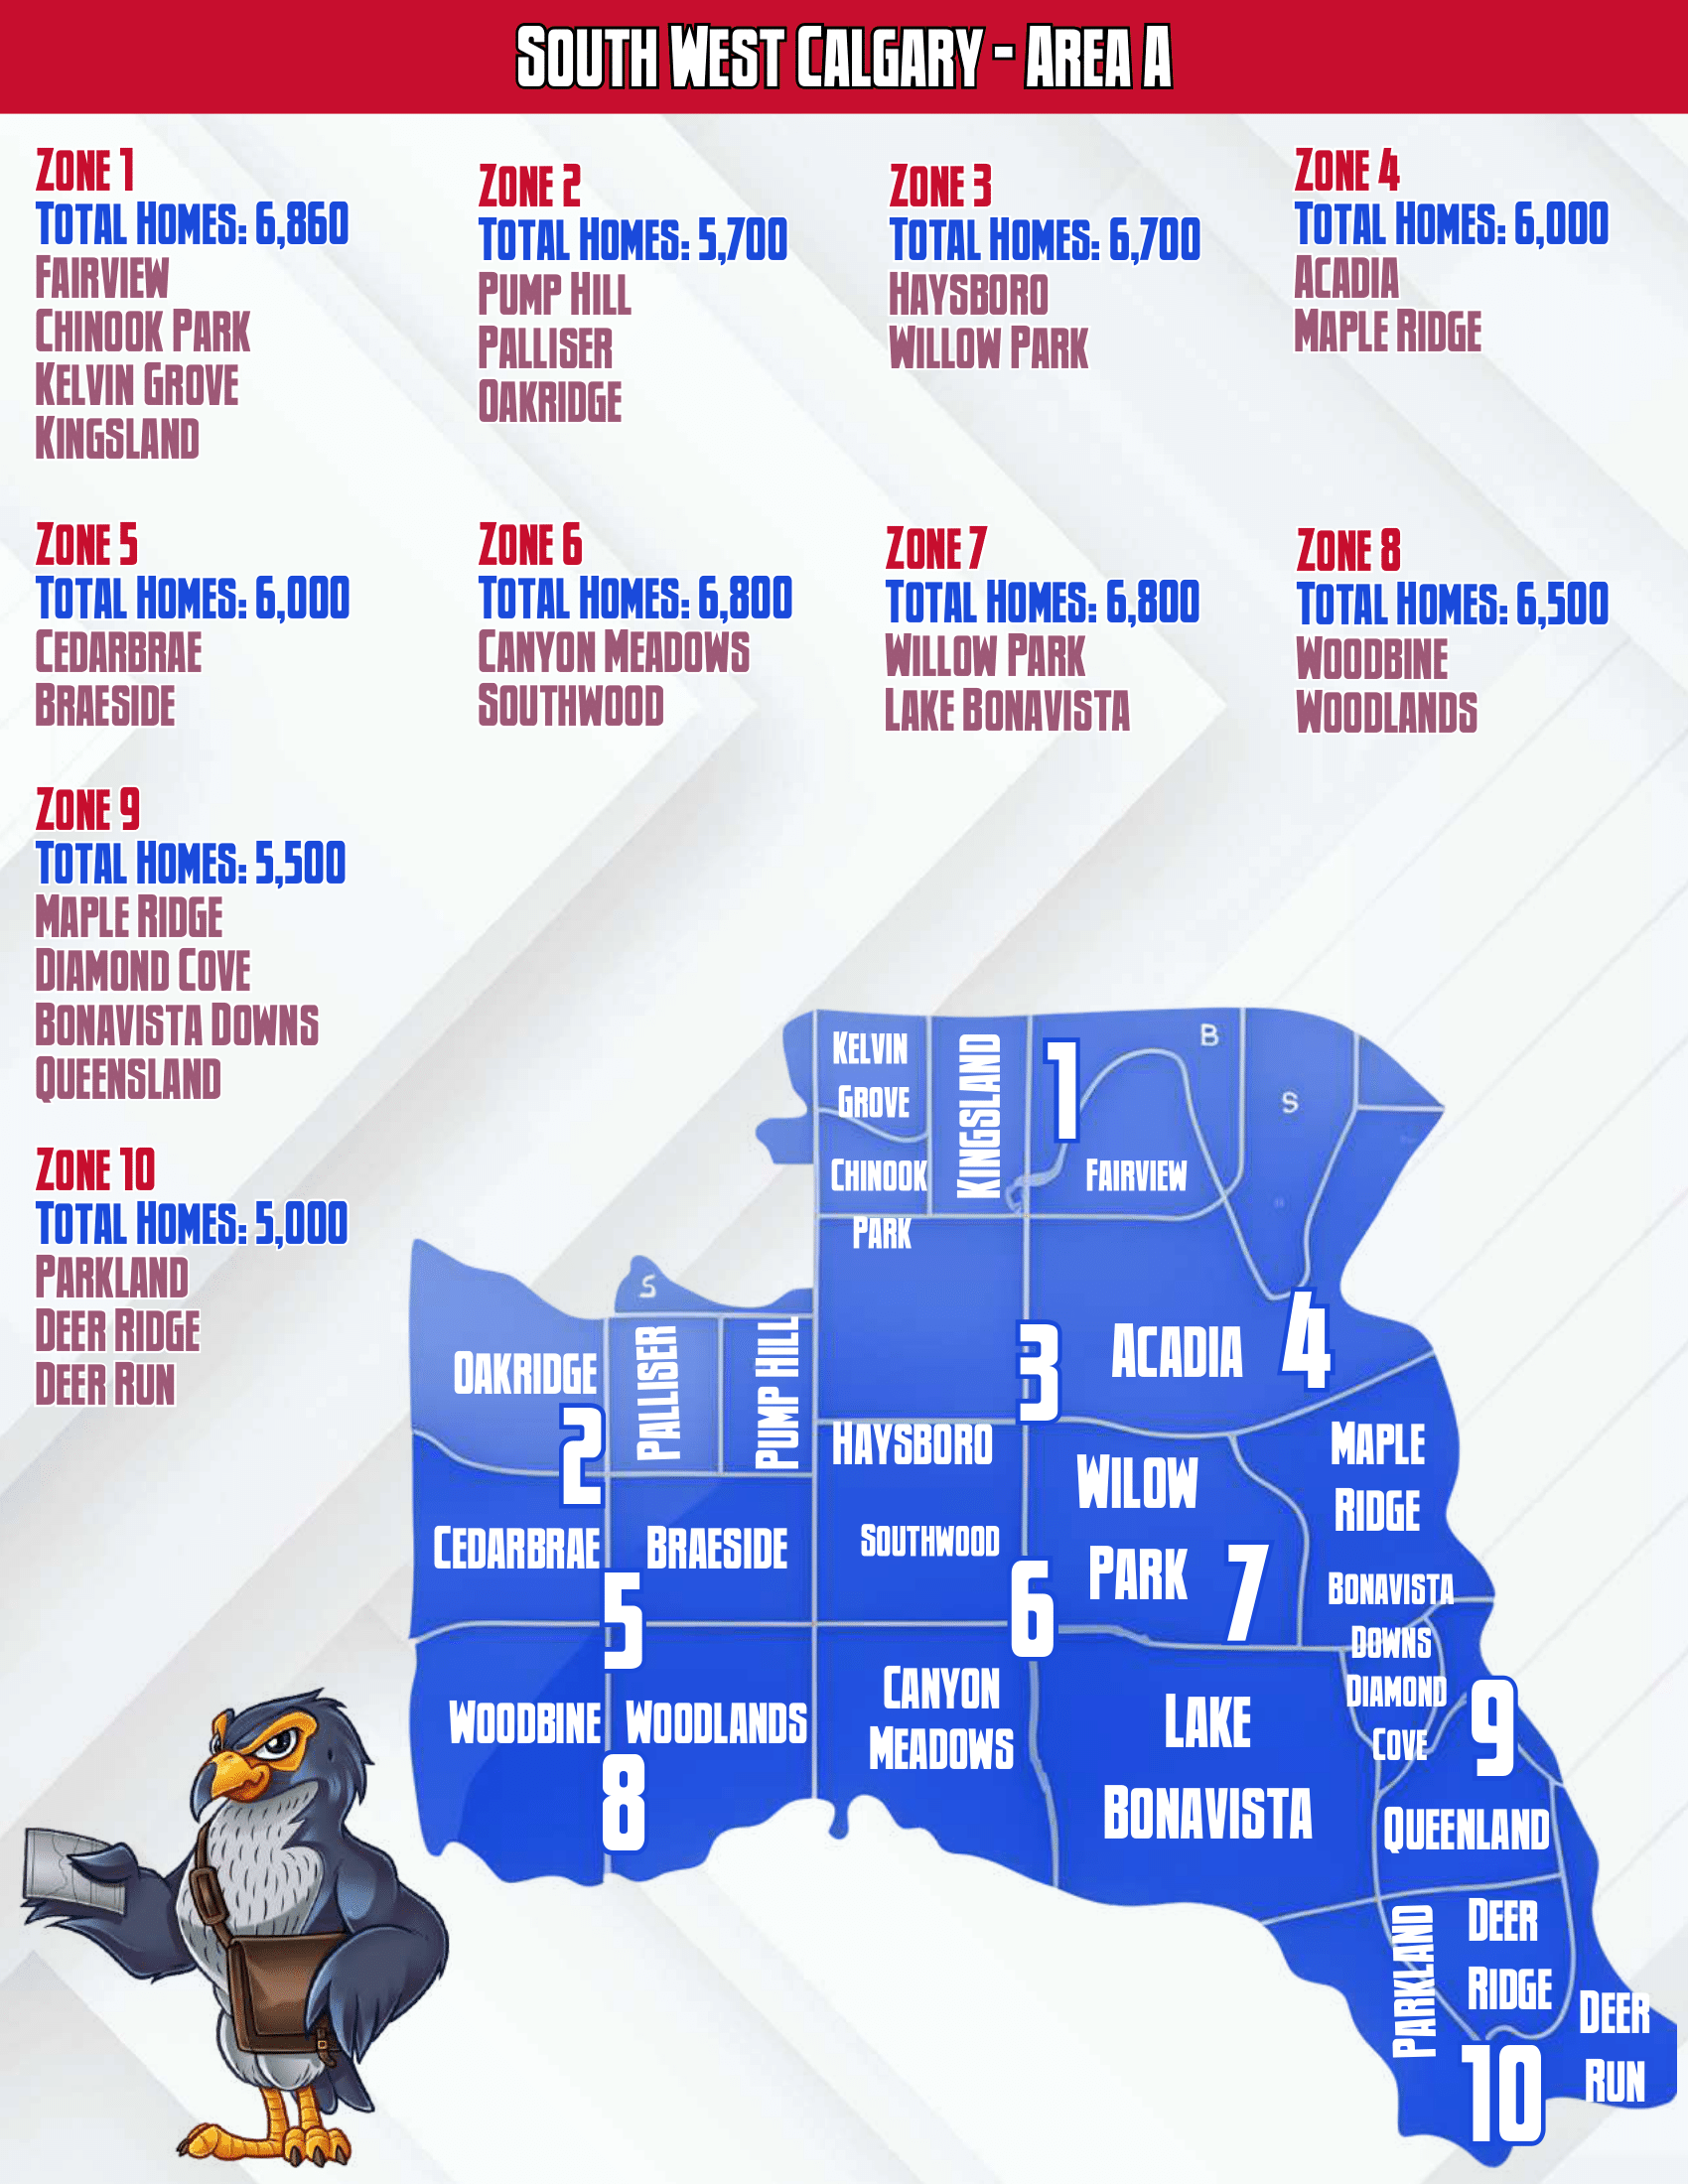 South West Calgary - Area A
Zone 1
Total Homes: 6,860
Fairview
Chinook Park
Kelvin Grove
Kingsland
Zone 2
Total Homes: 5,700
Pump Hill
Palliser
Oakridge
Zone 3
Total Homes: 6,700
Haysboro
Willow Park
Zone 4
Total Homes: 6,000
Acadia
Maple Ridge
Zone 5
Total Homes: 6,000
Cedarbrae
Braeside
Zone 6
Total Homes: 6,800
Canyon Meadows
Southwood
Zone 7
Total Homes: 6,800
Willow Park
Lake Bonavista
Zone 8
Total Homes: 6,500
Woodbine
Woodlands
Zone 9
Total Homes: 5,500
Maple Ridge
Diamond Cove
Bonavista Downs
Queensland
Zone 10
Total Homes: 5,000
Parkland
Deer Ridge
Deer Run
Kelvin
Grove
Kingsland
1
B
S
Chinook
Park
Fairview
S
Oakridge
Palliser
Pump Hill
2
3
Acadia
4
Haysboro
Wilow
Park
7
Maple
Ridge
Cedarbrae
Braeside
5
Southwood
6
Bonavista
Downs
Diamond
Cove
9
Woodbine
Woodlands
8
Canyon
Meadows
Lake
Bonavista
Queenland
Parkland
Deer
Ridge
Deer
Run
10